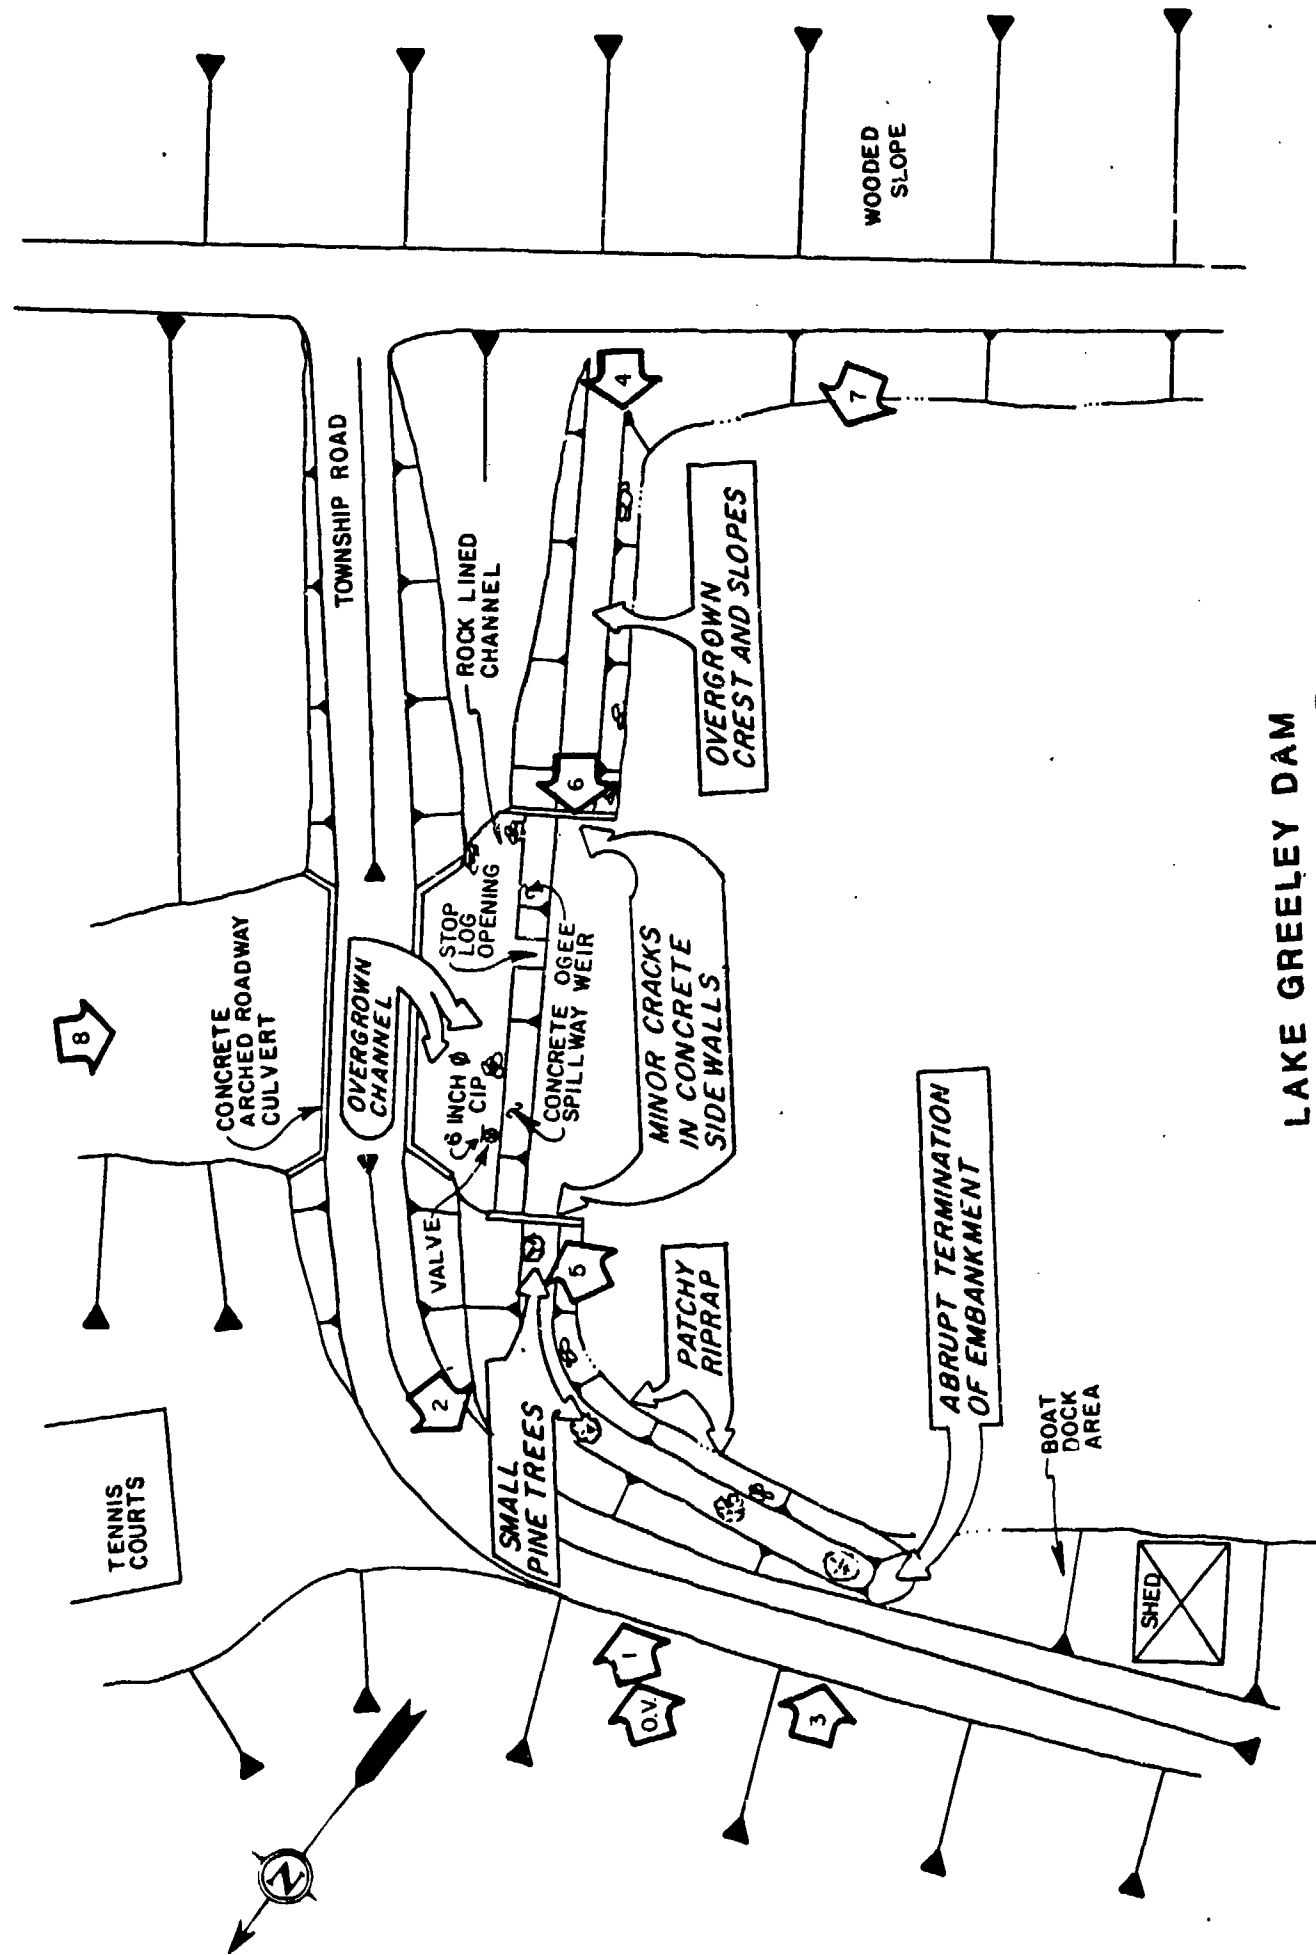 TENNIS
COURTS
8
CONCRETE
ARCHED ROADWAY
CULVERT
TOWNSHIP ROAD
OVERGROWN
CHANNEL
2
VALVE
6 INCH Ø
CIP
STOP
LOG
OPENING
ROCK LINED
CHANNEL
CONCRETE OGEE
SPILLWAY WEIR
SMALL
PINE TREES
5
6
4
MINOR CRACKS
IN CONCRETE
SIDEWALLS
OVERGROWN
CREST AND SLOPES
PATCHY
RIPRAP
WOODED
SLOPE
7
1
O.V.
3
ABRUPT TERMINATION
OF EMBANKMENT
BOAT
DOCK
AREA
SHED
N
LAKE GREELEY DAM